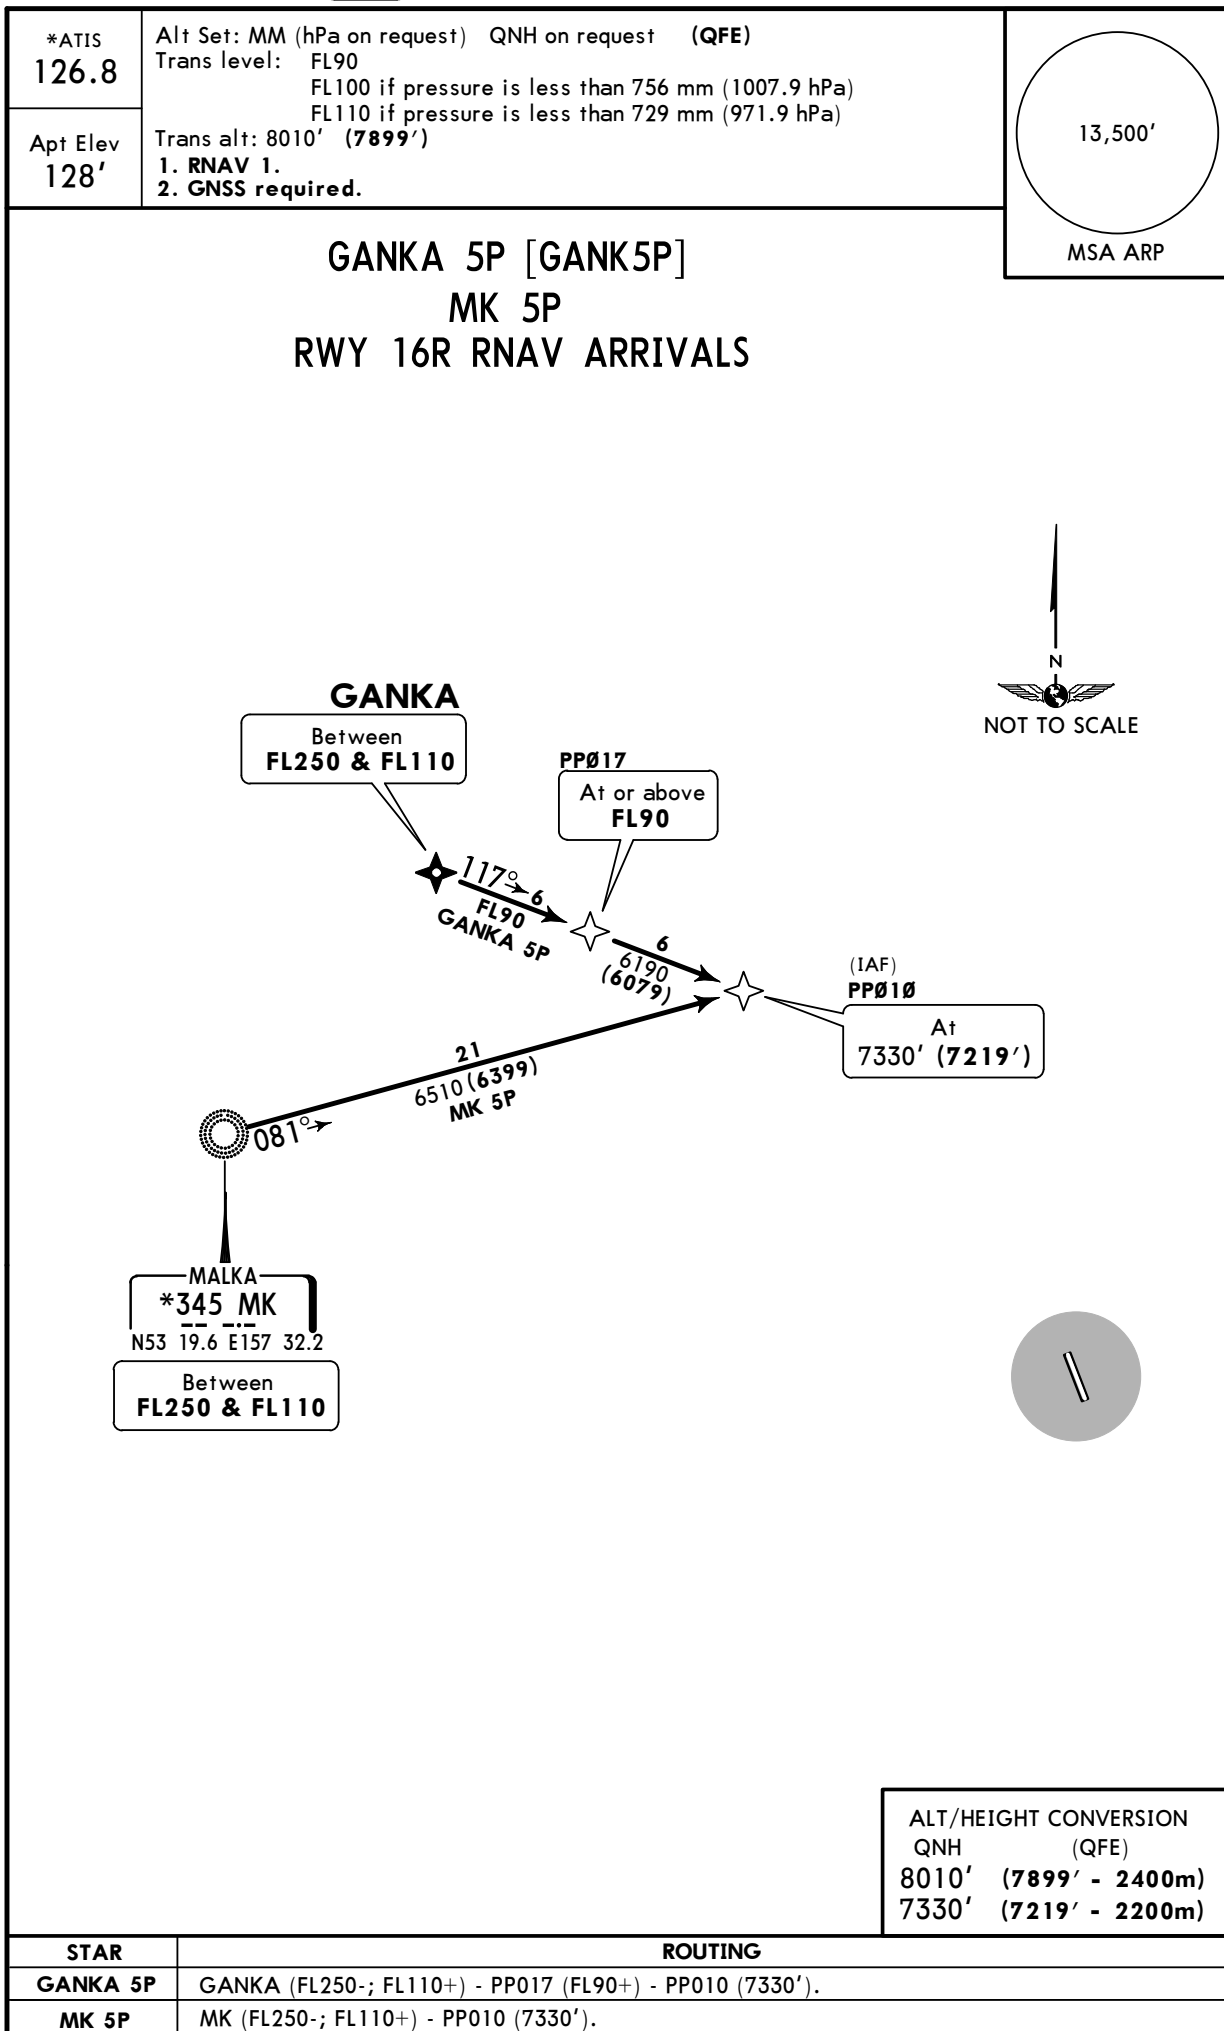 *ATIS
126.8
Apt Elev
128'
Alt Set: MM (hPa on request) QNH on request (QFE)
Trans level: FL90
FL100 if pressure is less than 756 mm (1007.9 hPa)
FL110 if pressure is less than 729 mm (971.9 hPa)
Trans alt: 8010' (7899')
1. RNAV 1.
2. GNSS required.
13,500'
MSA ARP
GANKA 5P [GANK5P]
MK 5P
RWY 16R RNAV ARRIVALS
N
NOT TO SCALE
GANKA
Between
FL250 & FL110
PPØ17
At or above
FL90
117° 6
FL90
GANKA 5P
6
6190
(6079)
(IAF)
PPØ1Ø
At
7330' (7219')
21
6510 (6399)
MK 5P
081°
MALKA
*345 MK
N53 19.6 E157 32.2
Between
FL250 & FL110
ALT/HEIGHT CONVERSION
QNH (QFE)
8010' (7899' - 2400m)
7330' (7219' - 2200m)
STAR ROUTING
GANKA 5P GANKA (FL250-; FL110+) - PP017 (FL90+) - PP010 (7330').
MK 5P MK (FL250-; FL110+) - PP010 (7330').